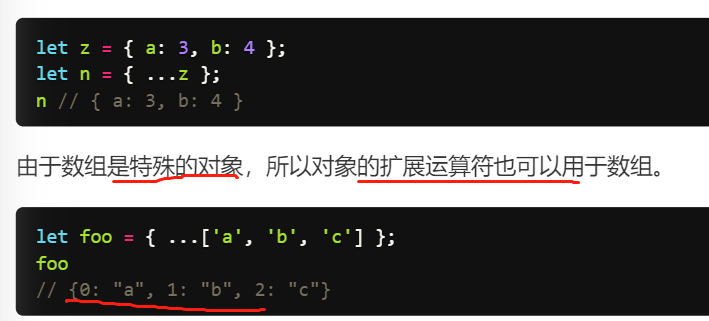 let z = { a: 3, b: 4 };
let n = { ...z };
n // { a: 3, b: 4 }
由于数组是特殊的对象，所以对象的扩展运算符也可以用于数组。
let foo = { ...['a', 'b', 'c'] };
foo
// {0: "a", 1: "b", 2: "c"}